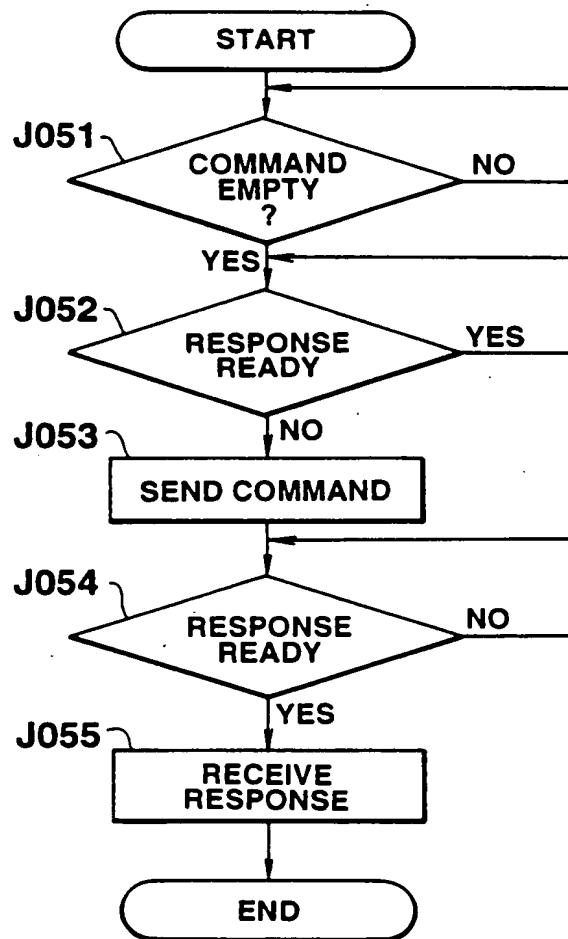 START
J051
COMMAND
EMPTY
?
NO
YES
J052
RESPONSE
READY
YES
NO
J053
SEND COMMAND
J054
RESPONSE
READY
NO
YES
J055
RECEIVE
RESPONSE
END